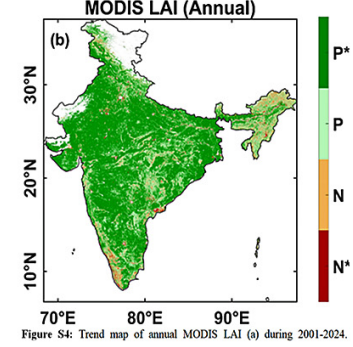 MODIS LAI (Annual)
(b)
30°N
20°N
10°N
70°E 80°E 90°E
P*
P
N
N*
Figure S4: Trend map of annual MODIS LAI (a) during 2001-2024.